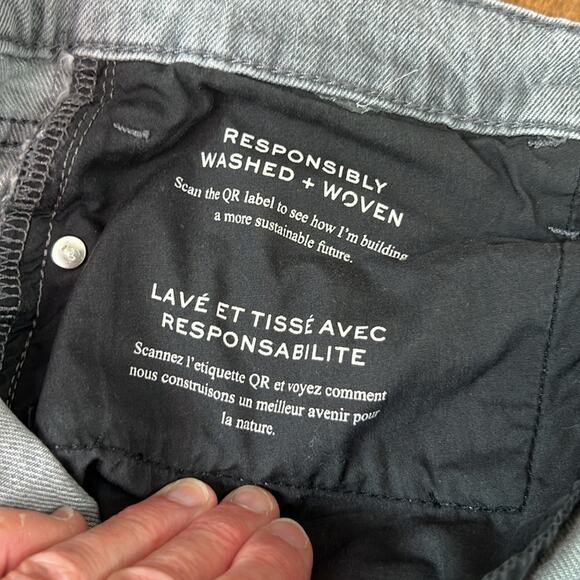 RESPONSIBLY
WASHED + WOVEN
Scan the QR label to see how I'm building
a more sustainable future.
LAVÉ ET TISSÉ AVEC
RESPONSABILITE
Scannez l'etiquette QR et voyez comment
nous construisons un meilleur avenir pour
la nature.